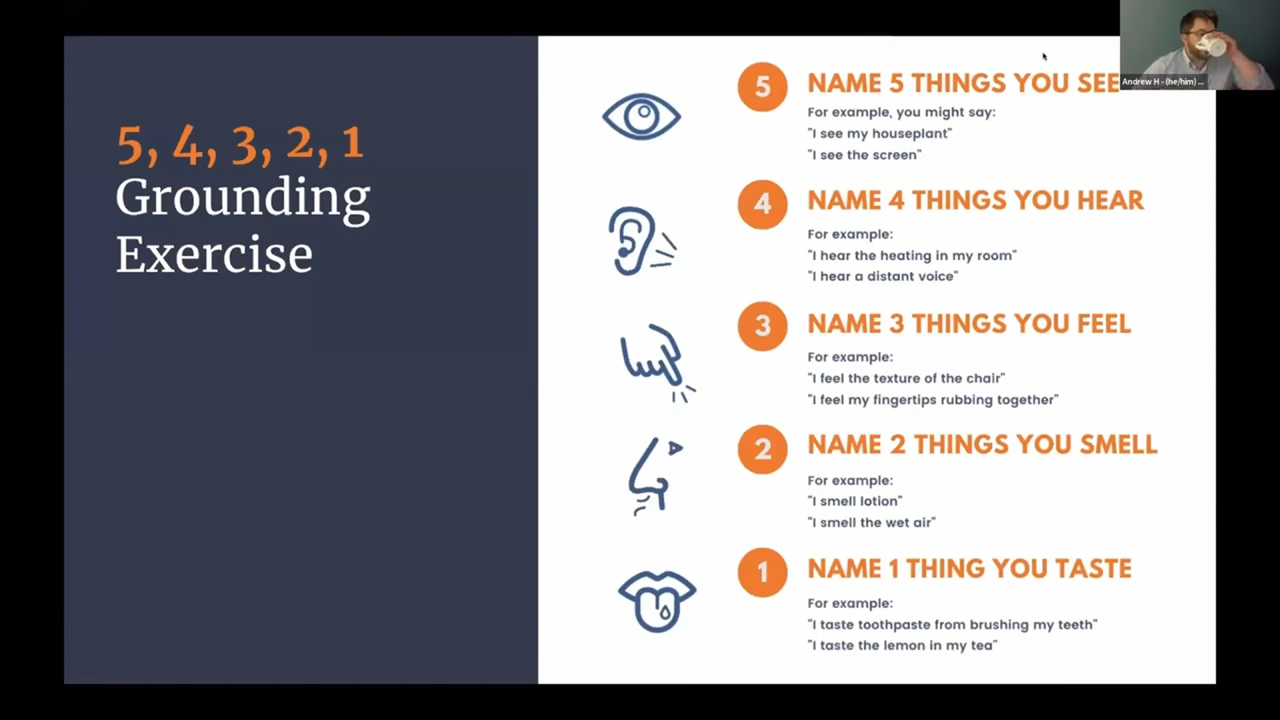 5, 4, 3, 2, 1
Grounding
Exercise
5
NAME 5 THINGS YOU SEE
For example, you might say:
"I see my houseplant"
"I see the screen"
4
NAME 4 THINGS YOU HEAR
For example:
"I hear the heating in my room"
"I hear a distant voice"
3
NAME 3 THINGS YOU FEEL
For example:
"I feel the texture of the chair"
"I feel my fingertips rubbing together"
2
NAME 2 THINGS YOU SMELL
For example:
"I smell lotion"
"I smell the wet air"
1
NAME 1 THING YOU TASTE
For example:
"I taste toothpaste from brushing my teeth"
"I taste the lemon in my tea"
Andrew H - (he/him) ...